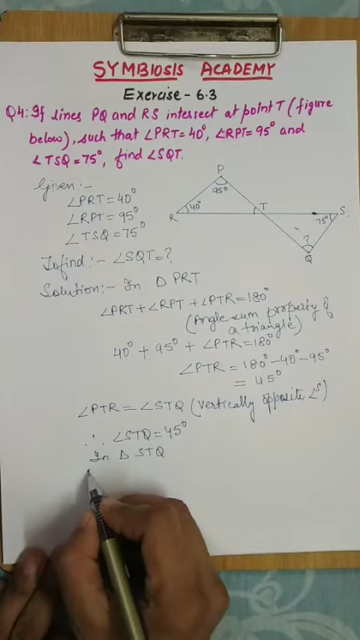 SYMBIOSIS ACADEMY
Exercise - 6.3
Q4:- If lines PQ and RS intersect at point T (figure
below), such that ∠PRT = 40°, ∠RPT = 95° and
∠TSQ = 75°, find ∠SQT.
Given :-
∠PRT = 40°
∠RPT = 95°
∠TSQ = 75°
To find :- ∠SQT = ?
P
95°
R
40°
T
75°
S
?
Q
Solution:- In Δ PRT
∠PRT + ∠RPT + ∠PTR = 180°
(Angle sum property of
a triangle)
40° + 95° + ∠PTR = 180°
∠PTR = 180° - 40° - 95°
= 45°
∠PTR = ∠STQ (vertically opposite ∠s)
∴ ∠STQ = 45°
In Δ STQ